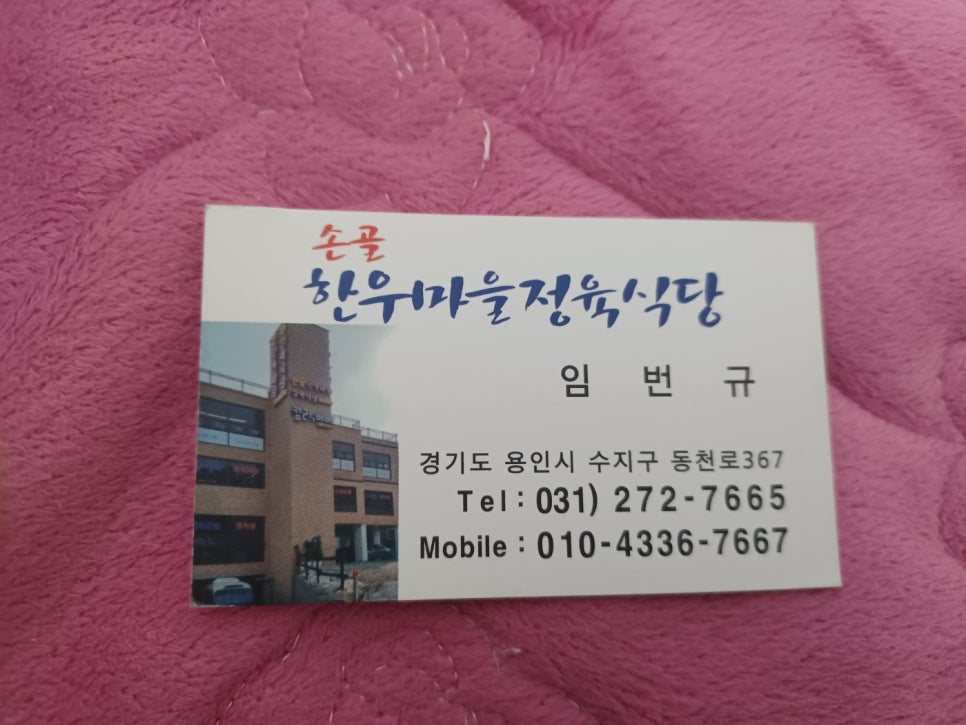 손골
한우마을정육식당
임 번 규
경기도 용인시 수지구 동천로367
Tel : 031) 272-7665
Mobile : 010-4336-7667